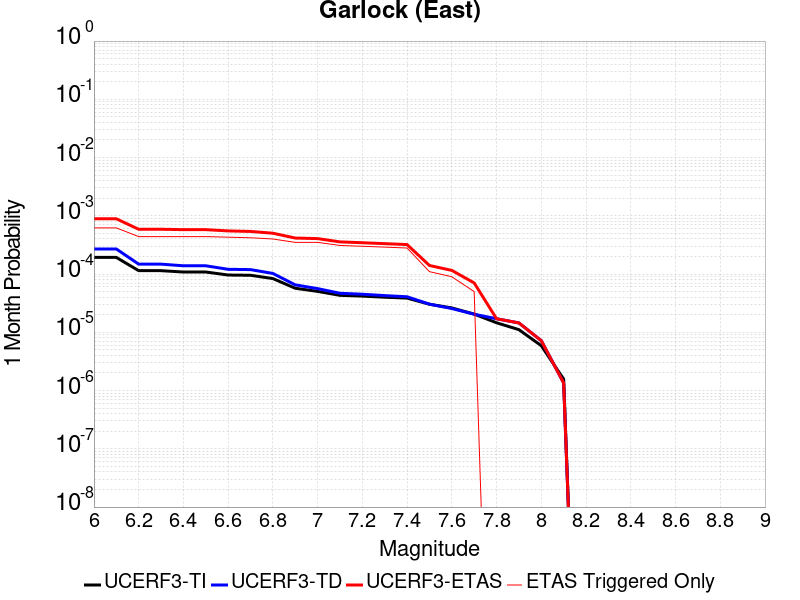 Garlock (East)
1 Month Probability
10^0
10^-1
10^-2
10^-3
10^-4
10^-5
10^-6
10^-7
10^-8
6 6.2 6.4 6.6 6.8 7 7.2 7.4 7.6 7.8 8 8.2 8.4 8.6 8.8 9
Magnitude
UCERF3-TI UCERF3-TD UCERF3-ETAS ETAS Triggered Only